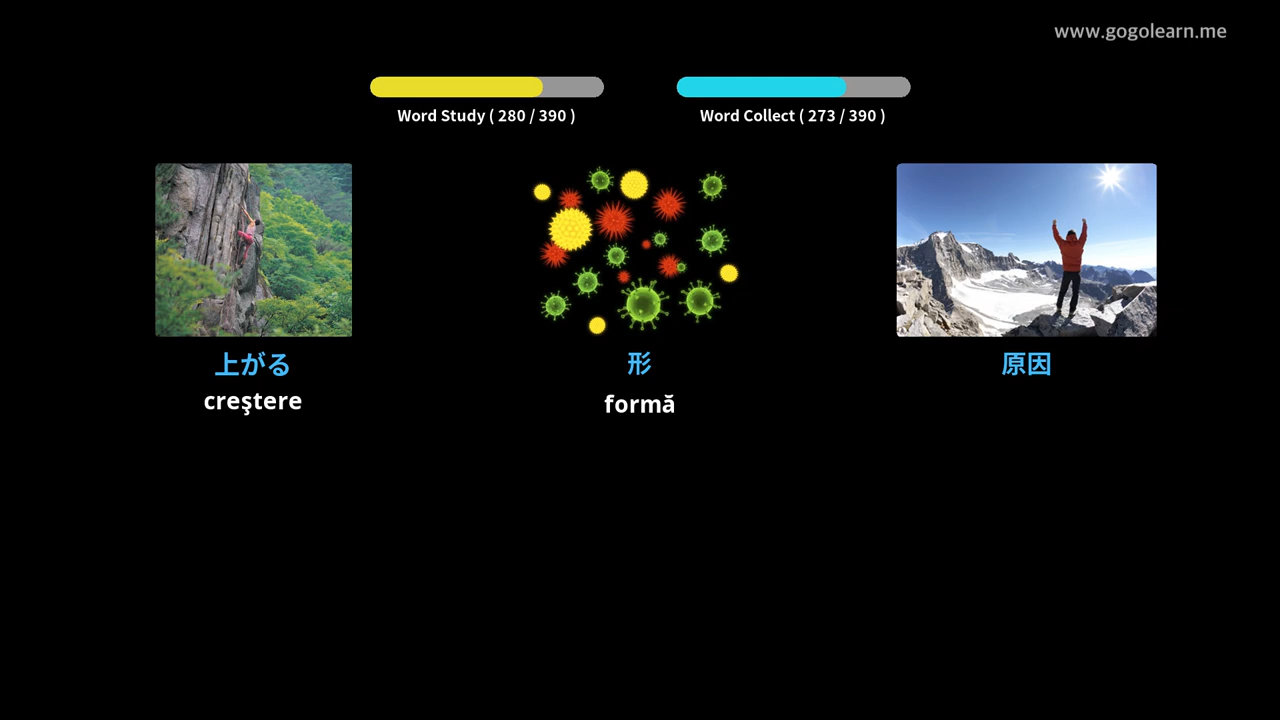 www.gogolearn.me
Word Study ( 280 / 390 )
Word Collect ( 273 / 390 )
上がる
creştere
形
formă
原因